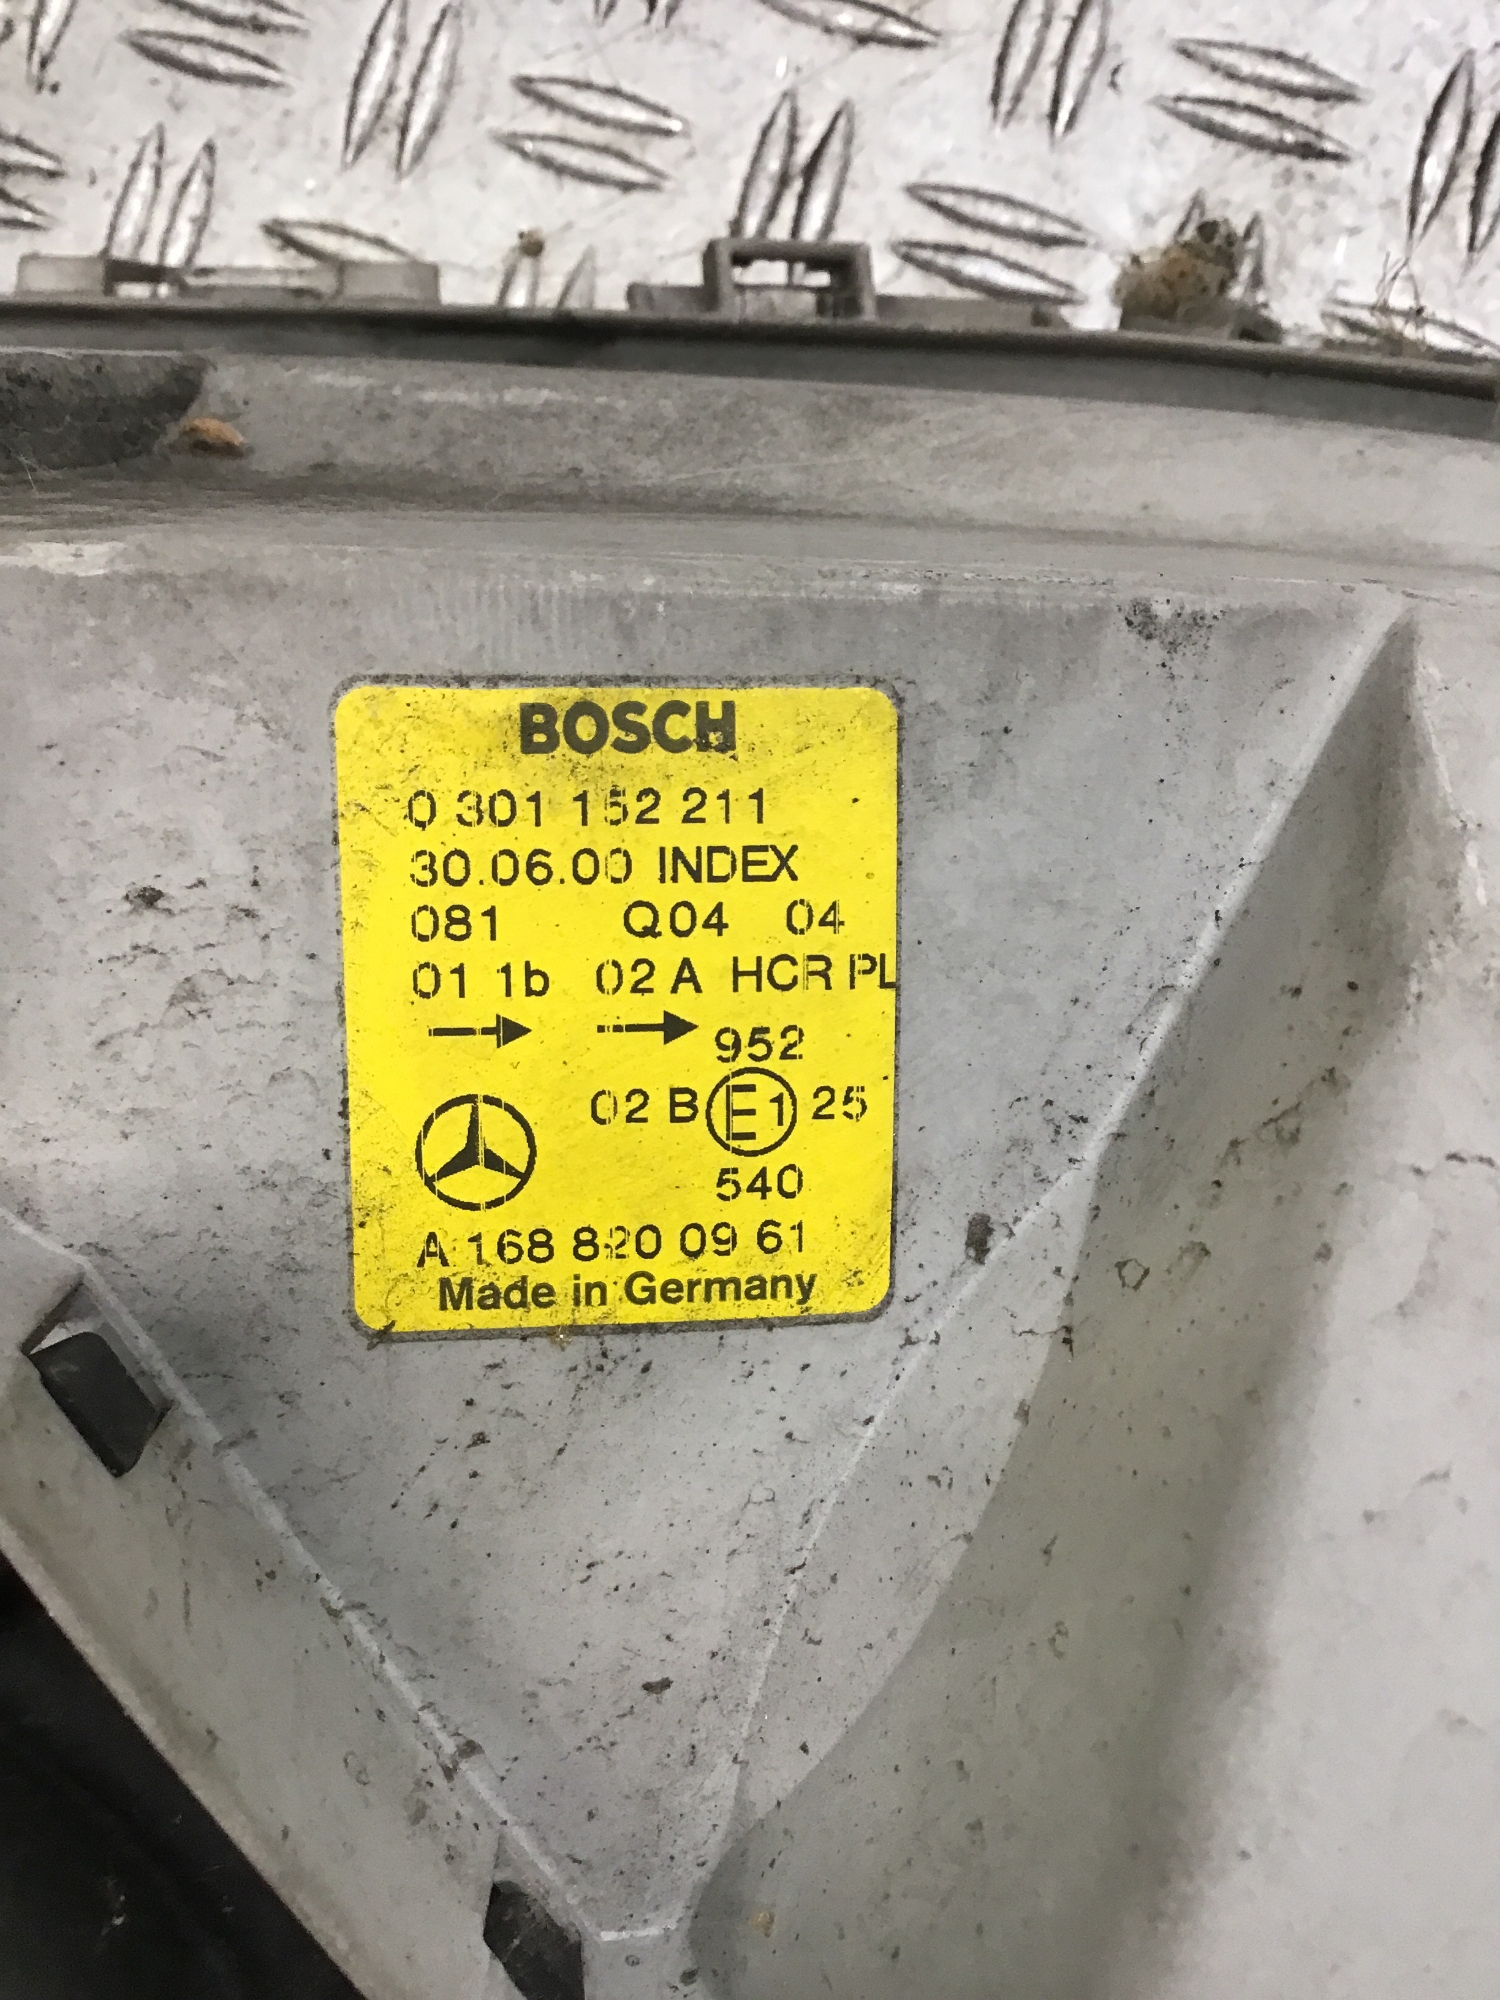 BOSCH
0 301 152 211
30.06.00 INDEX
081 Q04 04
01 1b 02 A HCR PL
952
02 B E1 25
540
A 168 820 09 61
Made in Germany